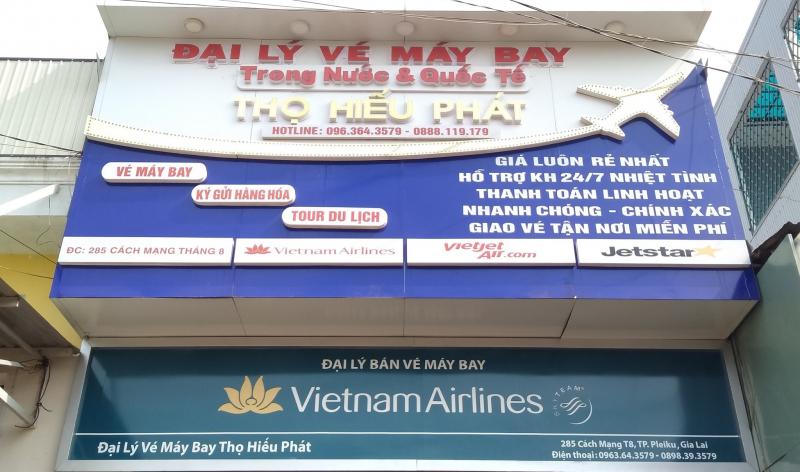 ĐẠI LÝ VÉ MÁY BAY
Trong Nước & Quốc Tế
THỌ HIẾU PHÁT
HOTLINE: 096.364.3579 - 0888.119.179
VÉ MÁY BAY
KÝ GỬI HÀNG HÓA
TOUR DU LỊCH
GIÁ LUÔN RẺ NHẤT
HỖ TRỢ KH 24/7 NHIỆT TÌNH
THANH TOÁN LINH HOẠT
NHANH CHÓNG - CHÍNH XÁC
GIAO VÉ TẬN NƠI MIỄN PHÍ
ĐC: 285 CÁCH MẠNG THÁNG 8
Vietnam Airlines
Vietjet Air.com
Jetstar
ĐẠI LÝ BÁN VÉ MÁY BAY
Vietnam Airlines
SKYTEAM
Đại Lý Vé Máy Bay Thọ Hiếu Phát
285 Cách Mạng T8, TP. Pleiku, Gia Lai
Điện thoại: 0963.64.3579 - 0898.39.3579